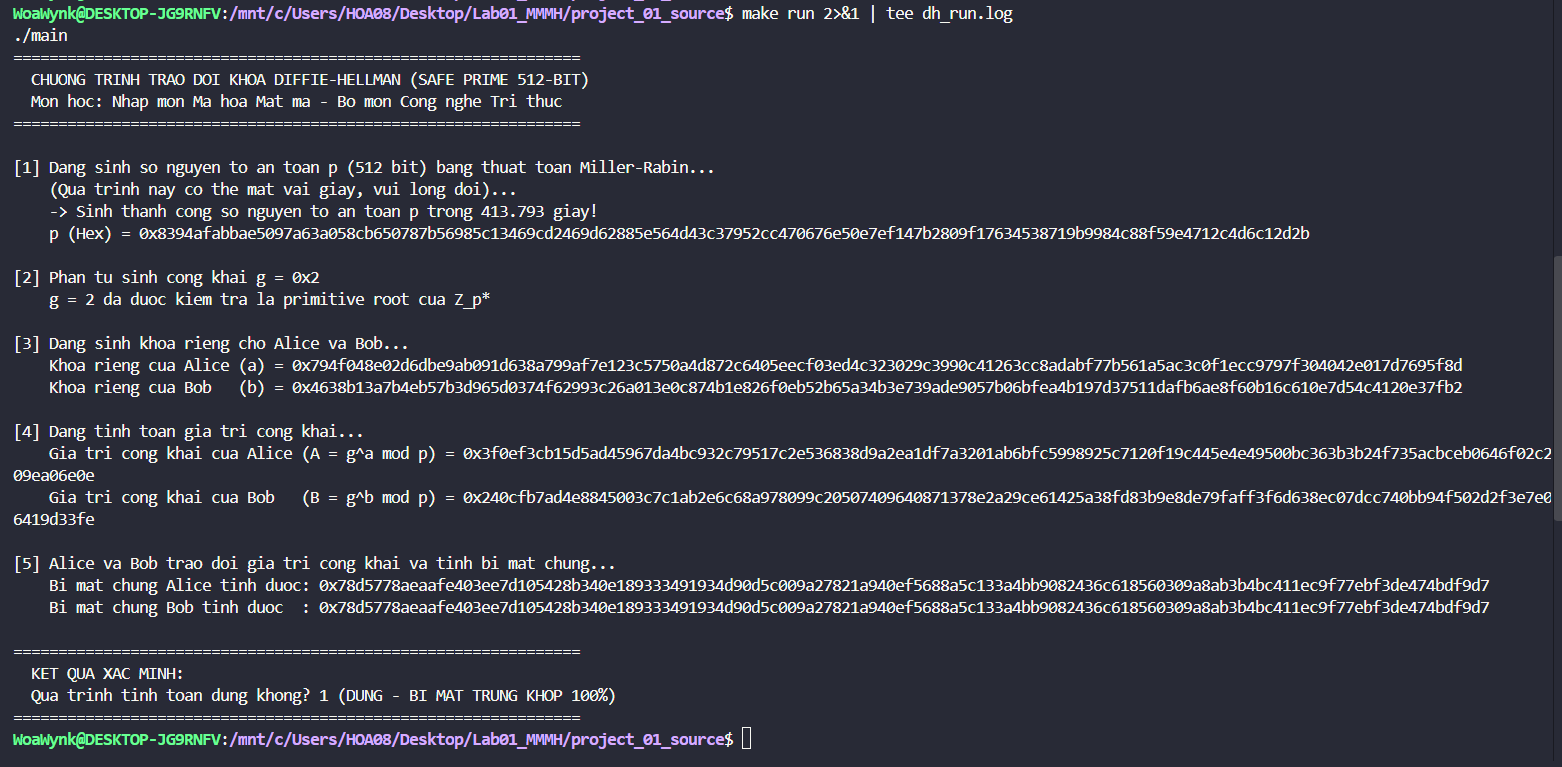 WoaWynk@DESKTOP-JG9RNFV:/mnt/c/Users/HOA08/Desktop/Lab01_MMMH/project_01_source$ make run 2>&1 | tee dh_run.log
./main
===============================================================
CHUONG TRINH TRAO DOI KHOA DIFFIE-HELLMAN (SAFE PRIME 512-BIT)
Mon hoc: Nhap mon Ma hoa Mat ma - Bo mon Cong nghe Tri thuc
===============================================================
[1] Dang sinh so nguyen to an toan p (512 bit) bang thuat toan Miller-Rabin...
(Qua trinh nay co the mat vai giay, vui long doi)...
-> Sinh thanh cong so nguyen to an toan p trong 413.793 giay!
p (Hex) = 0x8394afabbae5097a63a058cb650787b56985c13469cd2469d62885e564d43c37952cc470676e50e7ef147b2809f17634538719b9984c88f59e4712c4d6c12d2b
[2] Phan tu sinh cong khai g = 0x2
g = 2 da duoc kiem tra la primitive root cua Z_p*
[3] Dang sinh khoa rieng cho Alice va Bob...
Khoa rieng cua Alice (a) = 0x794f048e02d6dbe9ab091d638a799af7e123c5750a4d872c6405eecf03ed4c323029c3990c41263cc8adabf77b561a5ac3c0f1ecc9797f304042e017d7695f8d
Khoa rieng cua Bob (b) = 0x4638b13a7b4eb57b3d965d0374f62993c26a013e0c874b1e826f0eb52b65a34b3e739ade9057b06bfea4b197d37511dafb6ae8f60b16c610e7d54c4120e37fb2
[4] Dang tinh toan gia tri cong khai...
Gia tri cong khai cua Alice (A = g^a mod p) = 0x3f0ef3cb15d5ad45967da4bc932c79517c2e536838d9a2ea1df7a3201ab6bfc5998925c7120f19c445e4e49500bc363b3b24f735acbceb0646f02c2
09ea06e0e
Gia tri cong khai cua Bob (B = g^b mod p) = 0x240cfb7ad4e8845003c7c1ab2e6c68a978099c20507409640871378e2a29ce61425a38fd83b9e8de79faff3f6d638ec07dcc740bb94f502d2f3e7e0
6419d33fe
[5] Alice va Bob trao doi gia tri cong khai va tinh bi mat chung...
Bi mat chung Alice tinh duoc: 0x78d5778aeaafe403ee7d105428b340e189333491934d90d5c009a27821a940ef5688a5c133a4bb9082436c618560309a8ab3b4bc411ec9f77ebf3de474bdf9d7
Bi mat chung Bob tinh duoc : 0x78d5778aeaafe403ee7d105428b340e189333491934d90d5c009a27821a940ef5688a5c133a4bb9082436c618560309a8ab3b4bc411ec9f77ebf3de474bdf9d7
===============================================================
KET QUA XAC MINH:
Qua trinh tinh toan dung khong? 1 (DUNG - BI MAT TRUNG KHOP 100%)
===============================================================
WoaWynk@DESKTOP-JG9RNFV:/mnt/c/Users/HOA08/Desktop/Lab01_MMMH/project_01_source$